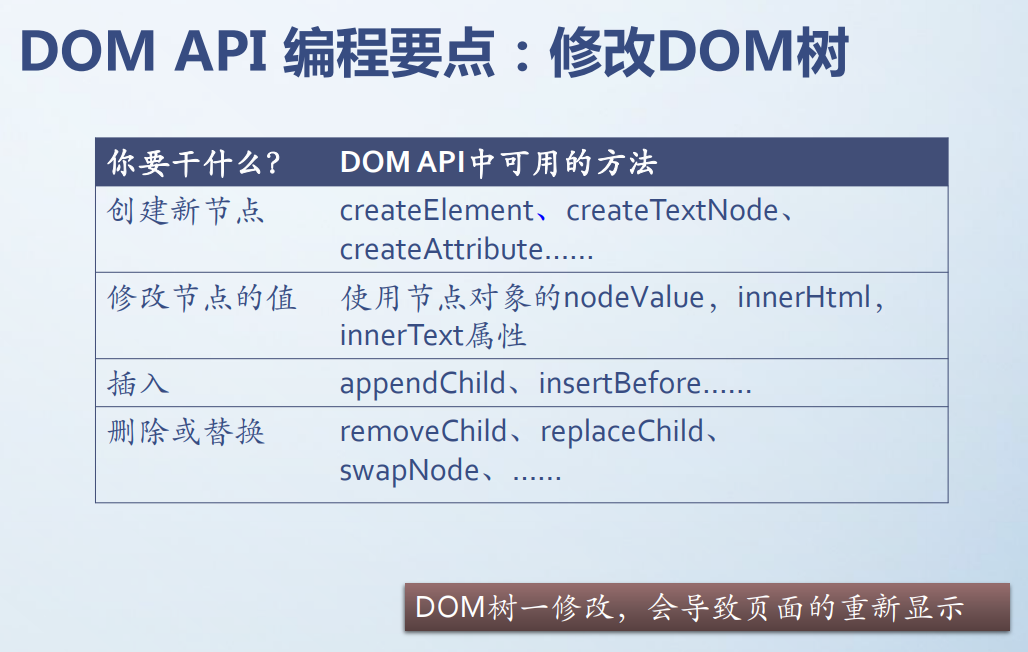 DOM API 编程要点：修改DOM树
你要干什么? DOM API中可用的方法
创建新节点 createElement、createTextNode、
createAttribute……
修改节点的值 使用节点对象的nodeValue，innerHtml，
innerText属性
插入 appendChild、insertBefore……
删除或替换 removeChild、replaceChild、
swapNode、……
DOM树一修改，会导致页面的重新显示